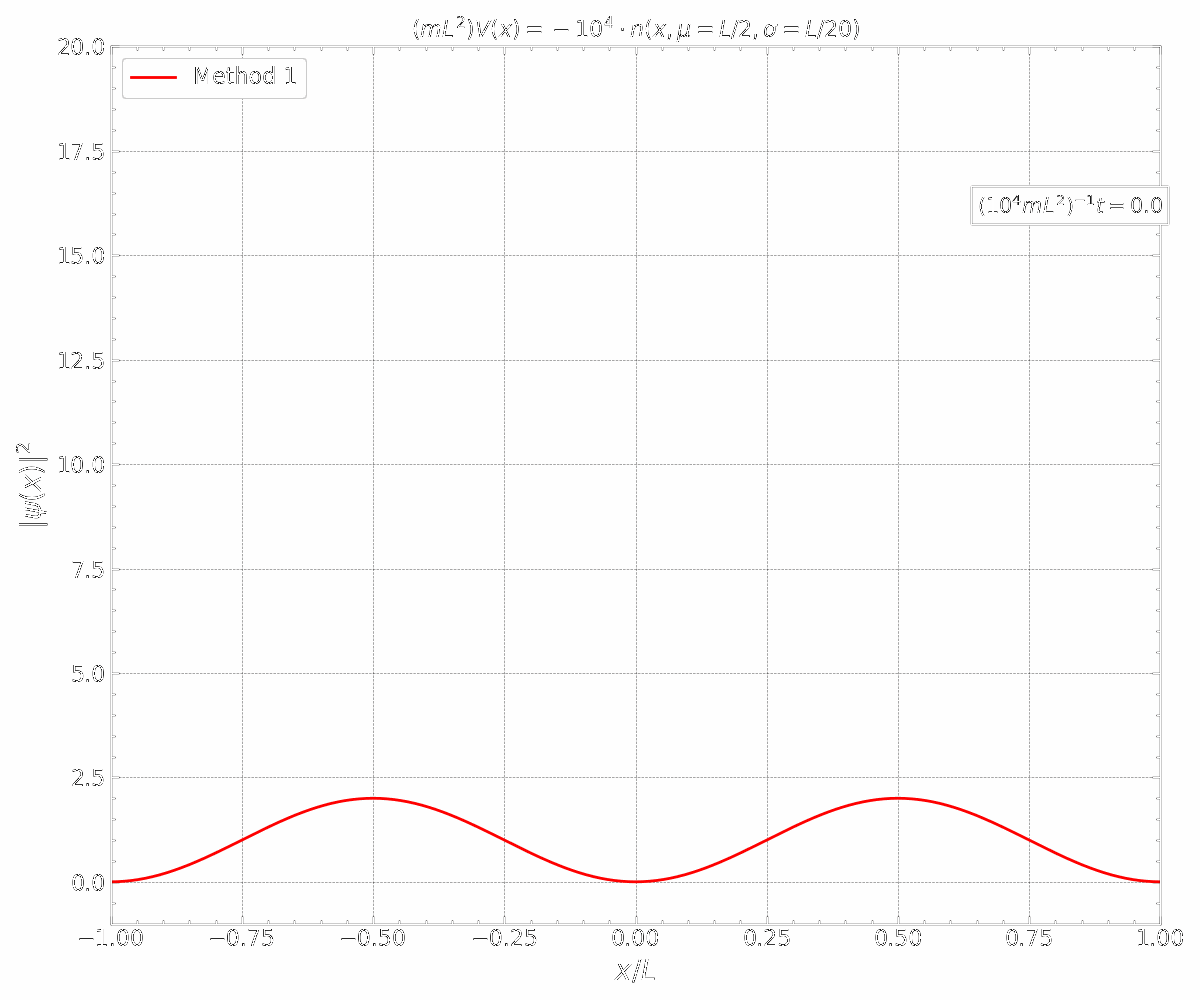 (mL²)V(x) = −10⁴ · n(x, μ = L/2, σ = L/20)
Method 1
(10⁴mL²)⁻¹t = 0.0
20.0
17.5
15.0
12.5
10.0
7.5
5.0
2.5
0.0
|ψ(x)|²
−1.00 −0.75 −0.50 −0.25 0.00 0.25 0.50 0.75 1.00
x/L